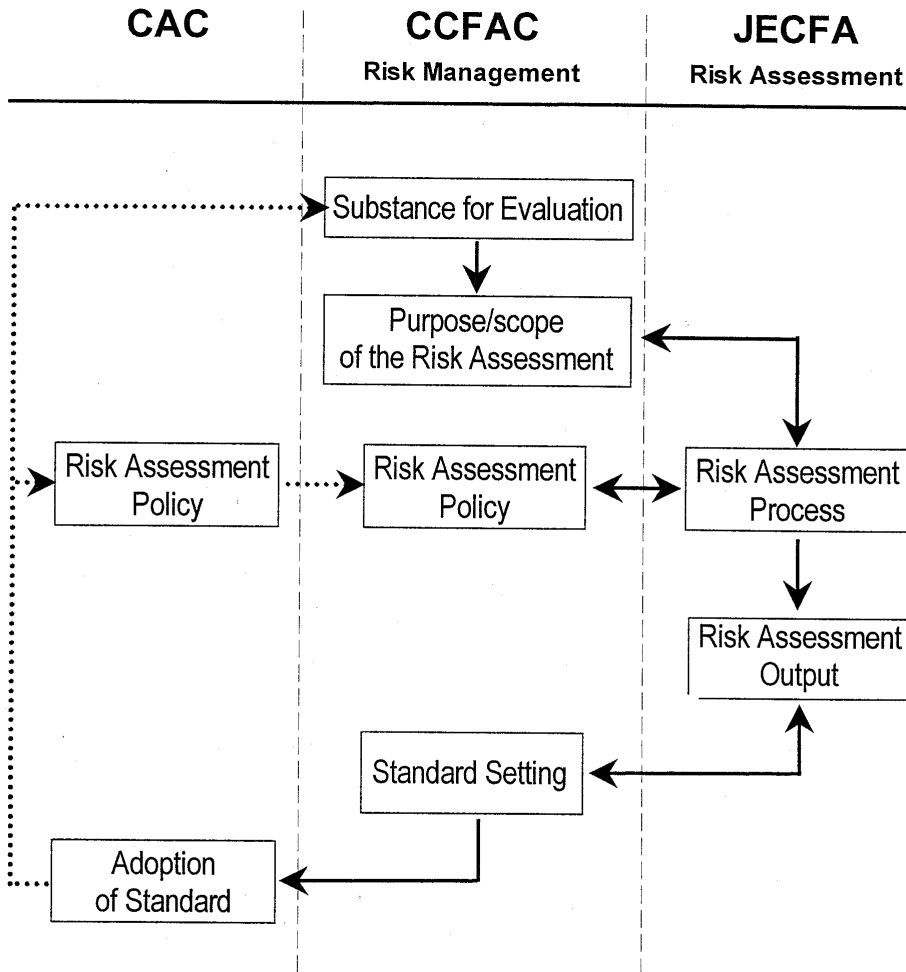 CAC
CCFAC
JECFA
Risk Management
Risk Assessment
Substance for Evaluation
Purpose/scope
of the Risk Assessment
Risk Assessment
Policy
Risk Assessment
Policy
Risk Assessment
Process
Risk Assessment
Output
Standard Setting
Adoption
of Standard